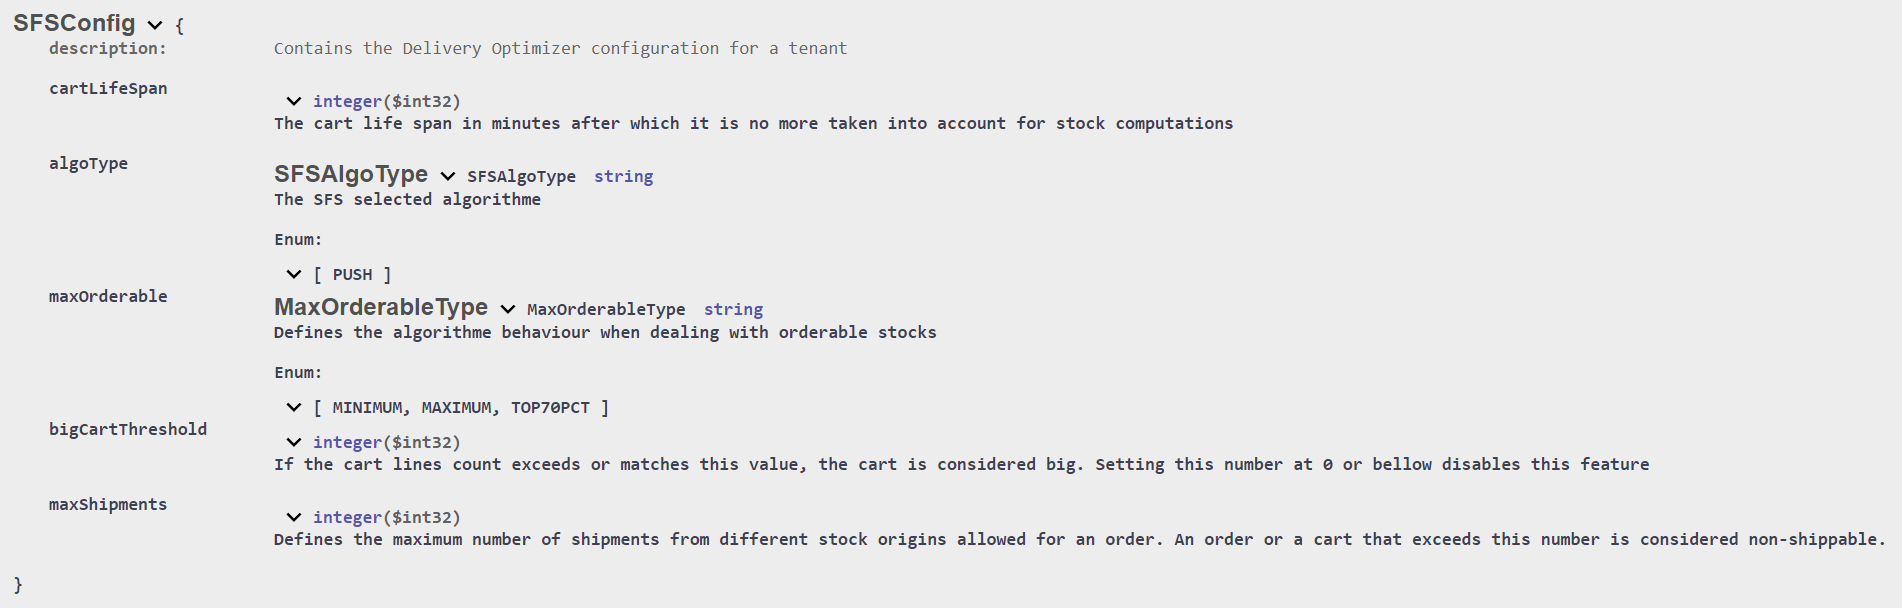 SFSConfig {
description: Contains the Delivery Optimizer configuration for a tenant
cartLifeSpan
integer($int32)
The cart life span in minutes after which it is no more taken into account for stock computations
algoType
SFSAlgoType SFSAlgoType string
The SFS selected algorithme
Enum:
[ PUSH ]
maxOrderable
MaxOrderableType MaxOrderableType string
Defines the algorithme behaviour when dealing with orderable stocks
Enum:
[ MINIMUM, MAXIMUM, TOP70PCT ]
bigCartThreshold
integer($int32)
If the cart lines count exceeds or matches this value, the cart is considered big. Setting this number at 0 or bellow disables this feature
maxShipments
integer($int32)
Defines the maximum number of shipments from different stock origins allowed for an order. An order or a cart that exceeds this number is considered non-shippable.
}